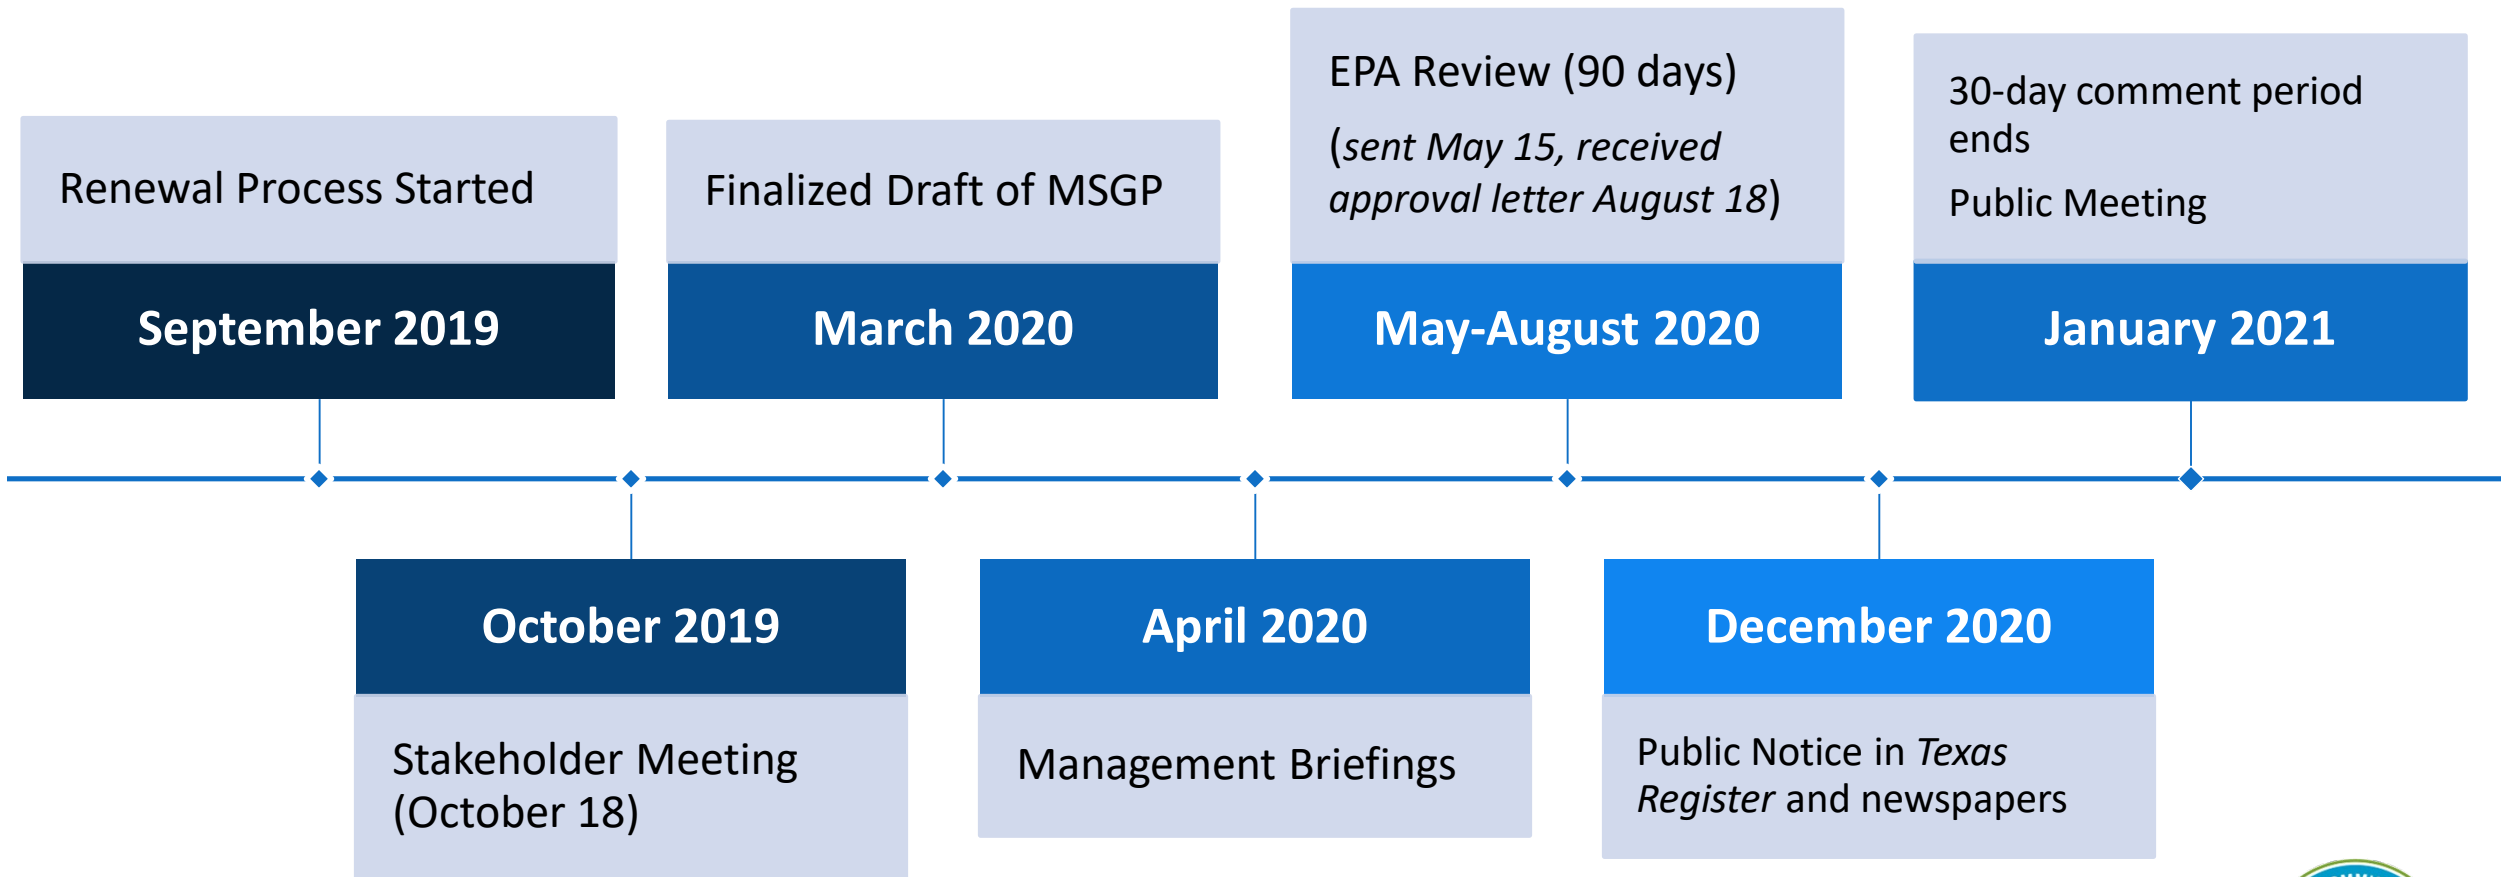 Renewal Process Started
September 2019
October 2019
Stakeholder Meeting
(October 18)
Finalized Draft of MSGP
March 2020
April 2020
Management Briefings
EPA Review (90 days)
(sent May 15, received
approval letter August 18)
May-August 2020
December 2020
Public Notice in Texas
Register and newspapers
30-day comment period
ends
Public Meeting
January 2021